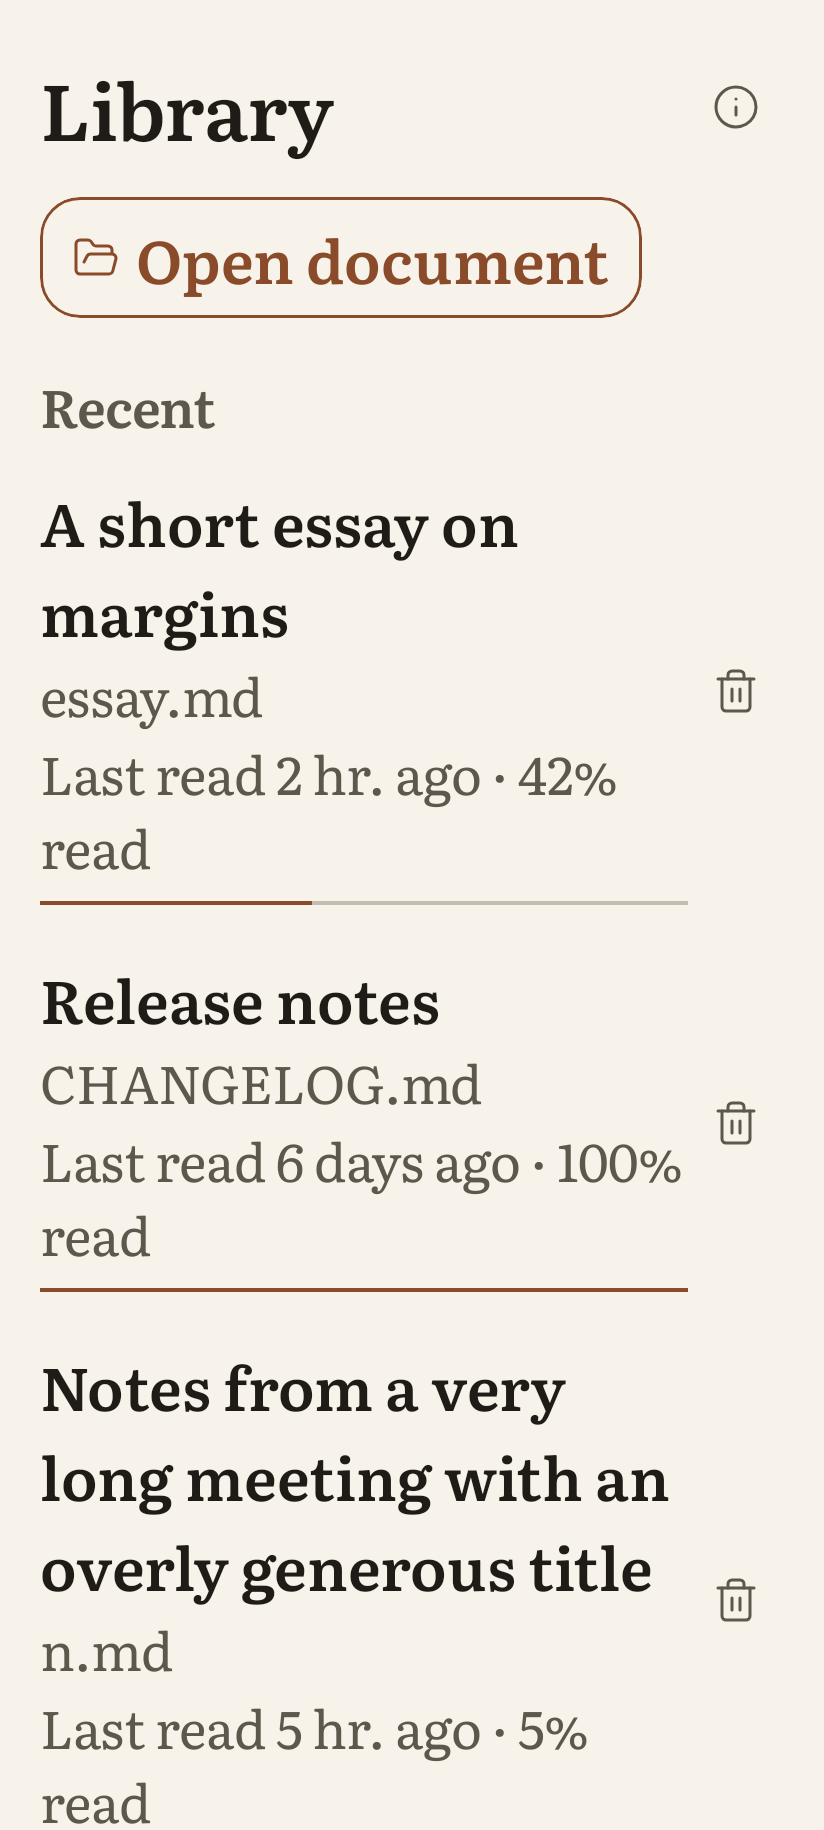 Library
Open document
Recent
A short essay on
margins
essay.md
Last read 2 hr. ago · 42%
read
Release notes
CHANGELOG.md
Last read 6 days ago · 100%
read
Notes from a very
long meeting with an
overly generous title
n.md
Last read 5 hr. ago · 5%
read